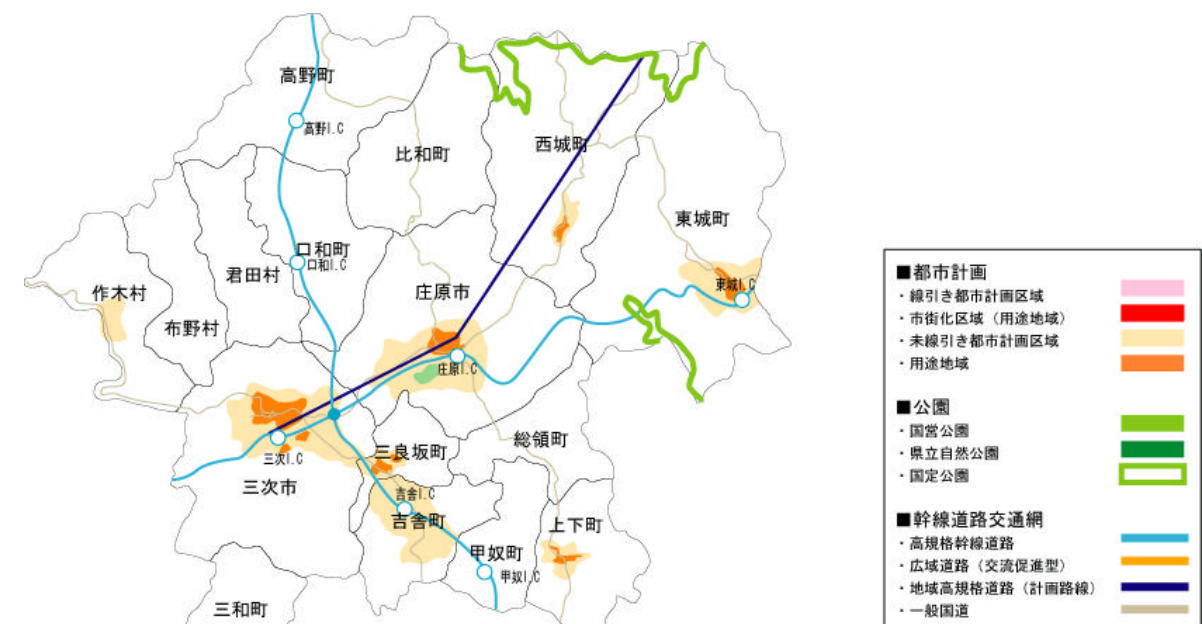 高野町
高野I.C
比和町
西城町
東城町
東城I.C
口和町
口和I.C
君田村
庄原市
庄原I.C
作木村
布野村
三次I.C
三次市
三良坂町
総領町
吉舎I.C
吉舎町
上下町
甲奴町
甲奴I.C
三和町
■都市計画
・線引き都市計画区域
・市街化区域（用途地域）
・未線引き都市計画区域
・用途地域
■公園
・国営公園
・県立自然公園
・国定公園
■幹線道路交通網
・高規格幹線道路
・広域道路（交流促進型）
・地域高規格道路（計画路線）
・一般国道